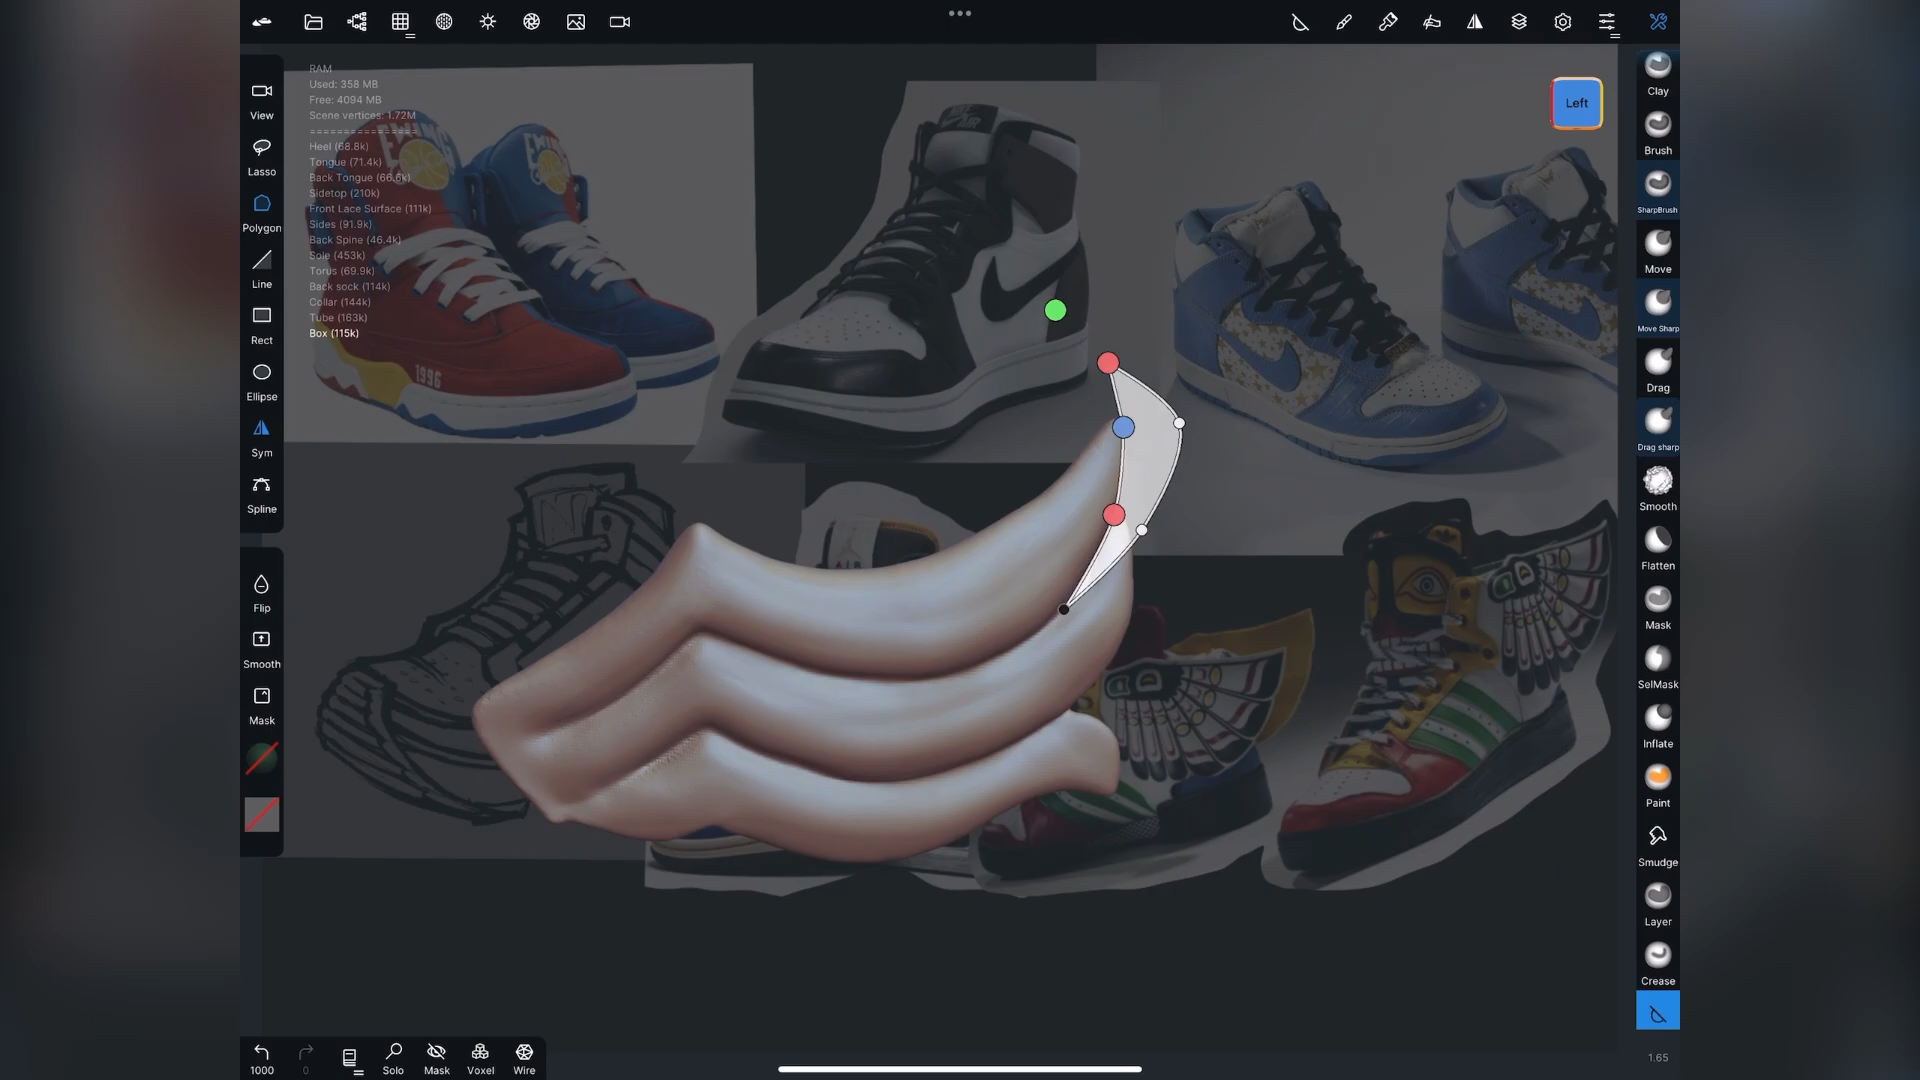 RAM
Used: 358 MB
Free: 4094 MB
Scene vertices: 1.72M
=================
Heel (68.8k)
Tongue (71.4k)
Back Tongue (66.6k)
Sidetop (210k)
Front Lace Surface (111k)
Sides (91.9k)
Back Spine (46.4k)
Sole (453k)
Torus (69.9k)
Back sock (114k)
Collar (144k)
Tube (163k)
Box (115k)
View
Lasso
Polygon
Line
Rect
Ellipse
Sym
Spline
Flip
Smooth
Mask
EWING
EWING
1996
AIR
Left
Clay
Brush
SharpBrush
Move
Move Sharp
Drag
Drag sharp
Smooth
Flatten
Mask
SelMask
Inflate
Paint
Smudge
Layer
Crease
1.65
1000
0
Solo
Mask
Voxel
Wire